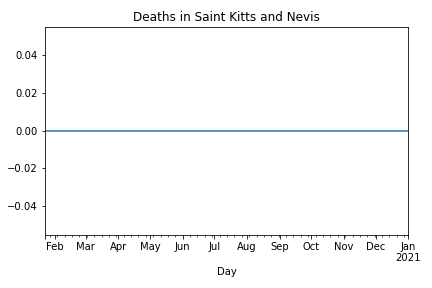 Deaths in Saint Kitts and Nevis
0.04
0.02
0.00
−0.02
−0.04
Feb Mar Apr May Jun Jul Aug Sep Oct Nov Dec Jan
2021
Day